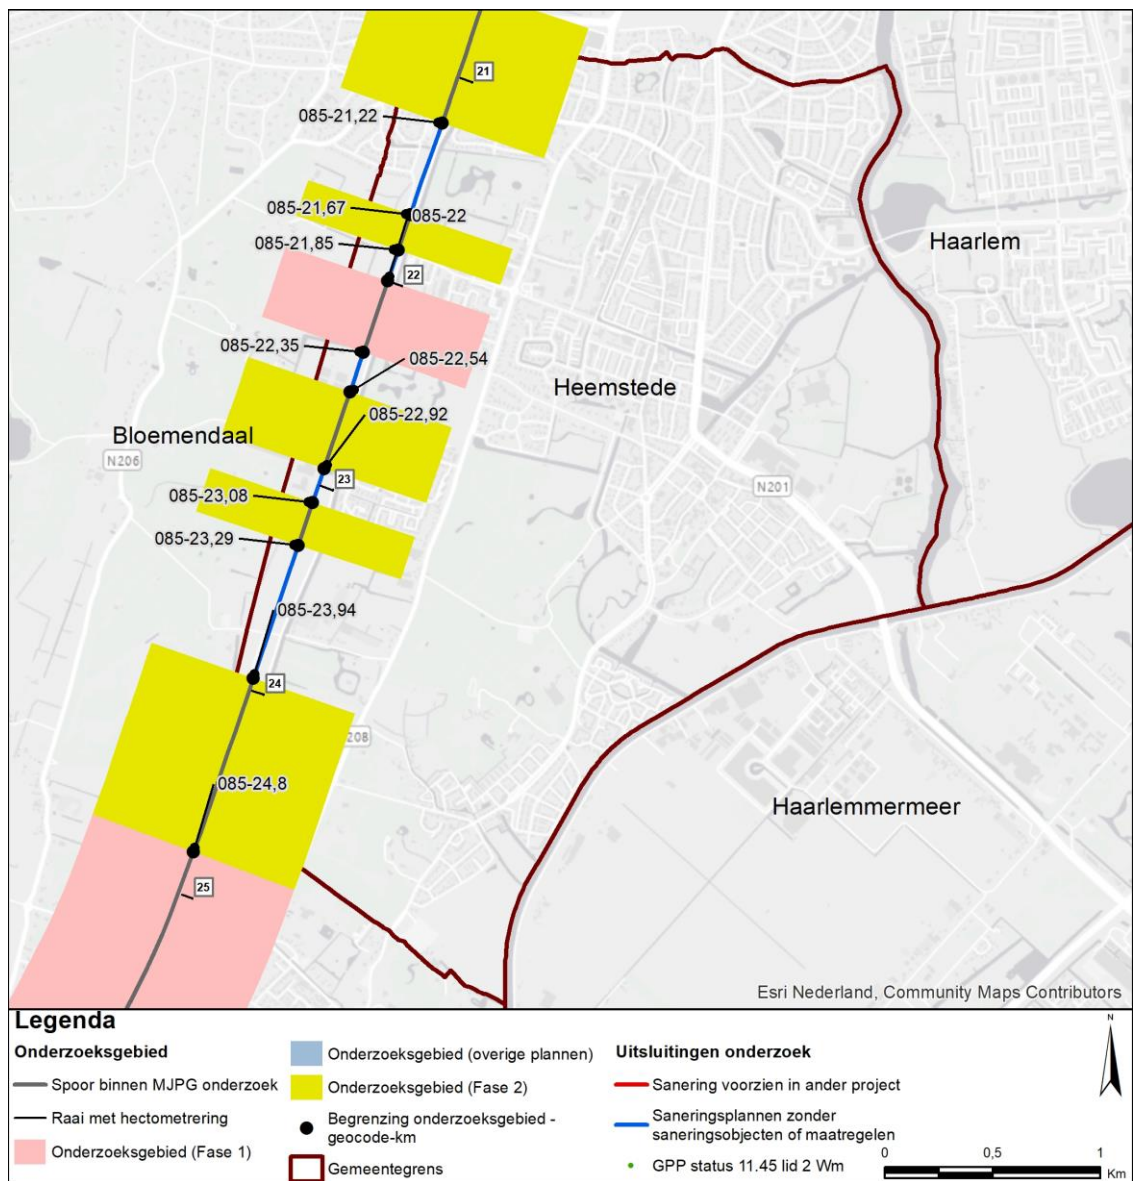 21
085-21,22
085-21,67
085-22
085-21,85
22
Haarlem
085-22,35
085-22,54
Heemstede
085-22,92
Bloemendaal
N206
23
N201
085-23,08
085-23,29
085-23,94
24
208
085-24,8
Haarlemmermeer
25
Esri Nederland, Community Maps Contributors
Legenda
Onderzoeksgebied
Spoor binnen MJPG onderzoek
Raai met hectometrering
Onderzoeksgebied (Fase 1)
Onderzoeksgebied (overige plannen)
Onderzoeksgebied (Fase 2)
Begrenzing onderzoeksgebied -
geocode-km
Gemeentegrens
Uitsluitingen onderzoek
Sanering voorzien in ander project
Saneringsplannen zonder
saneringsobjecten of maatregelen
GPP status 11.45 lid 2 Wm
N
0 0,5 1
Km